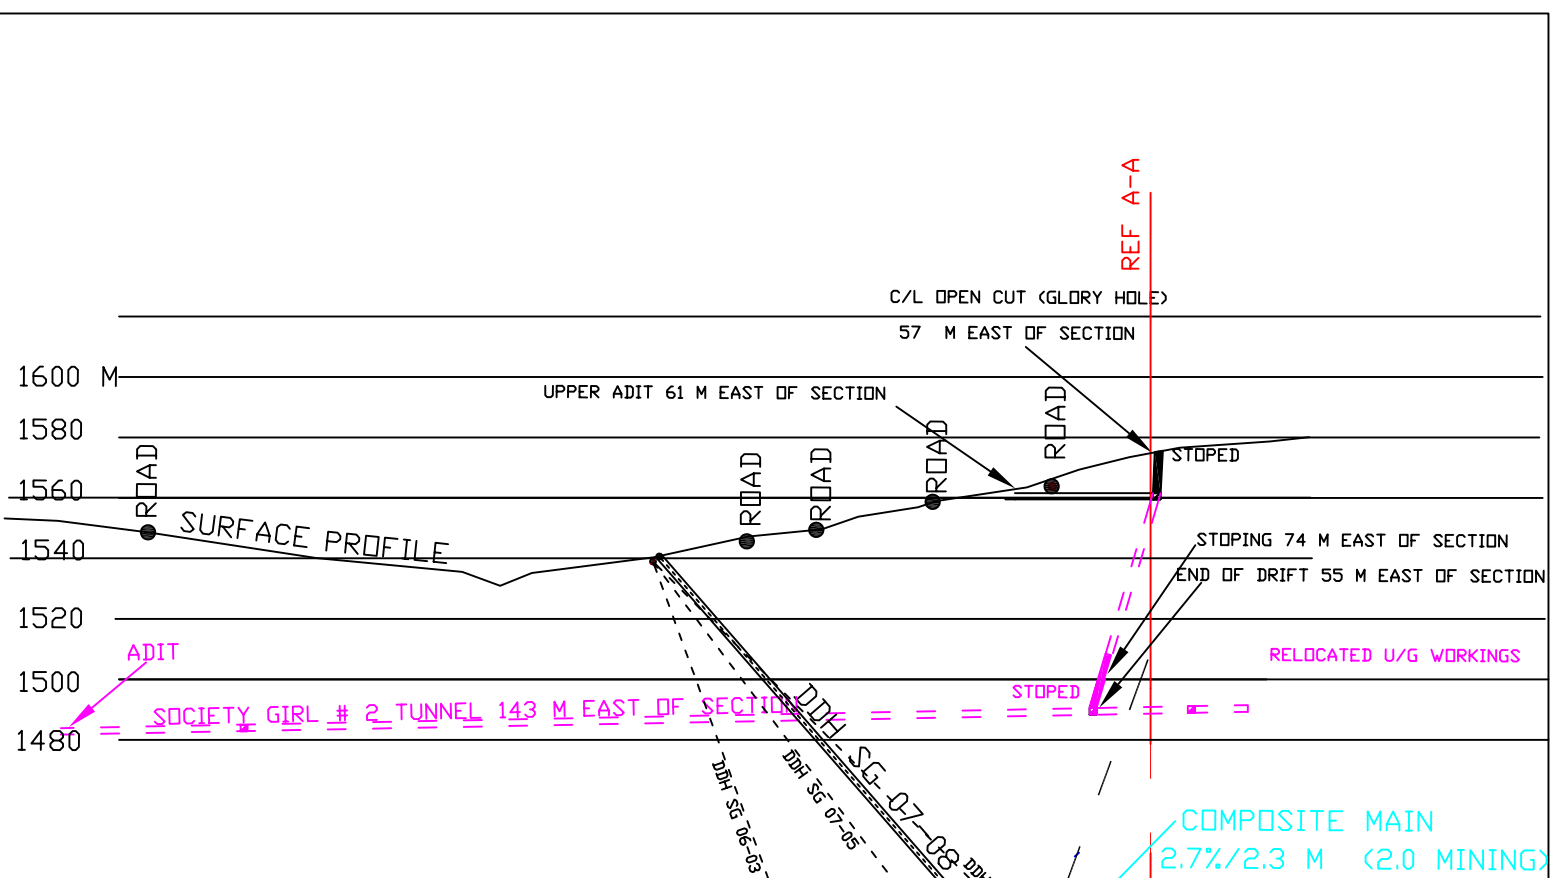 REF A-A
C/L OPEN CUT (GLORY HOLE)
57 M EAST OF SECTION
1600 M
UPPER ADIT 61 M EAST OF SECTION
ROAD
1580
ROAD
ROAD
ROAD
ROAD
STOPED
1560
SURFACE PROFILE
1540
STOPING 74 M EAST OF SECTION
END OF DRIFT 55 M EAST OF SECTION
1520
ADIT
RELOCATED U/G WORKINGS
1500
STOPED
SOCIETY GIRL # 2 TUNNEL 143 M EAST OF SECTION
1480
DDH SG 06-03
DDH SG 07-05
DDH SG-07-08
DDH
COMPOSITE MAIN
2.7%/2.3 M (2.0 MINING)